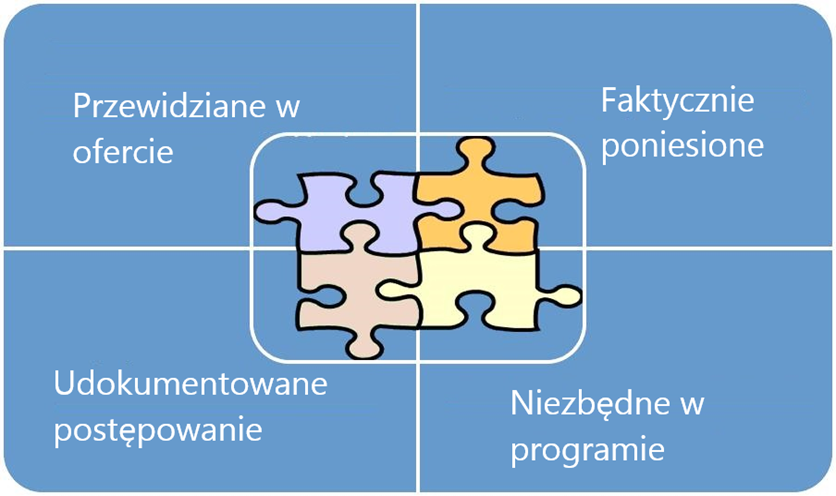 Przewidziane w
ofercie
Faktycznie
poniesione
Udokumentowane
postępowanie
Niezbędne w
programie